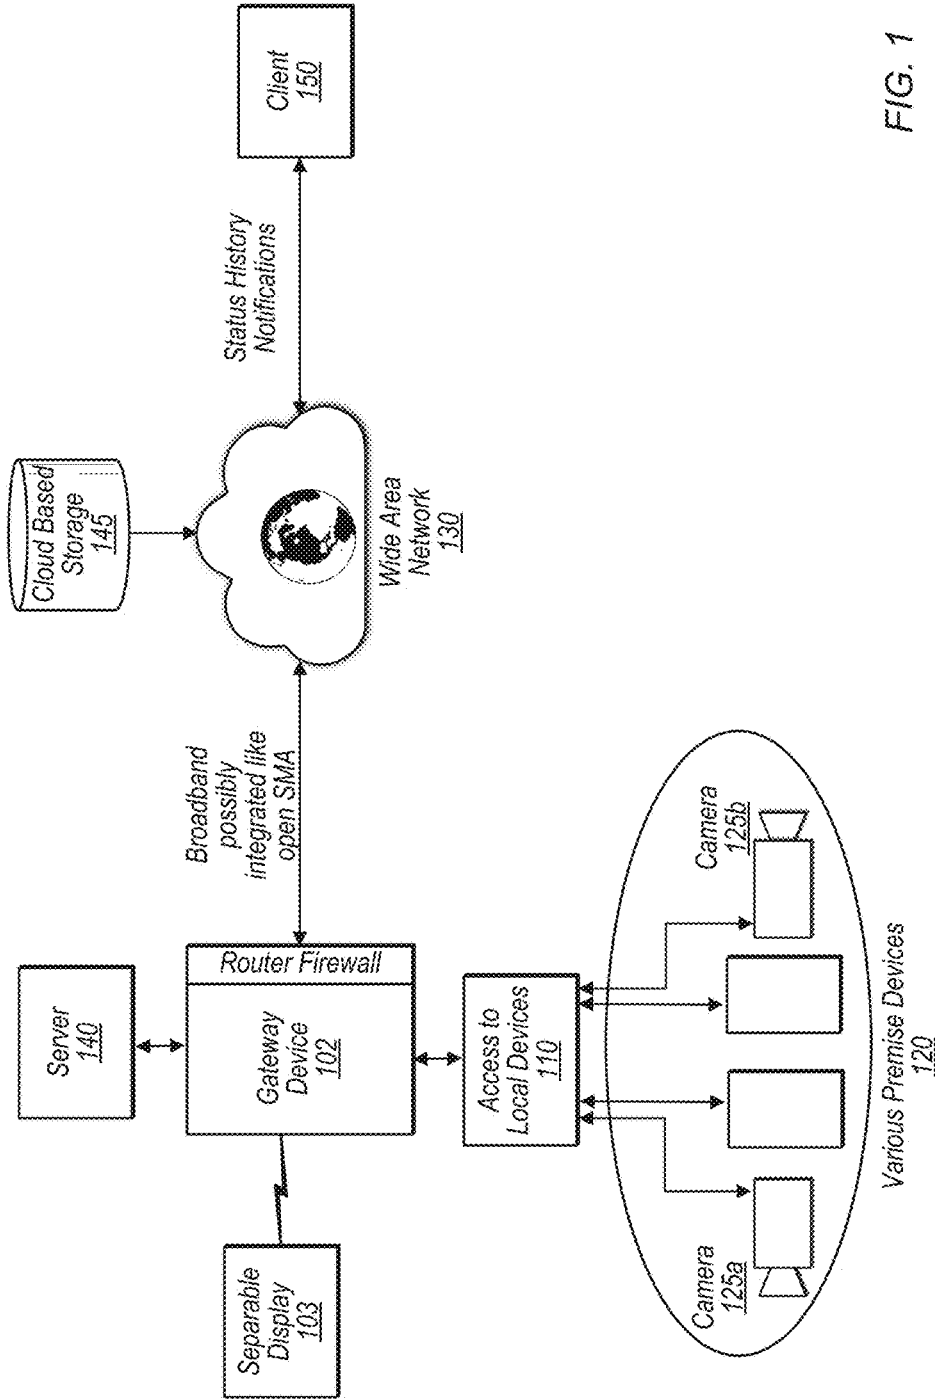 Separable
Display
103
Server
140
Gateway
Device
102
Router Firewall
Broadband
possibly
integrated like
open SMA
Cloud Based
Storage
145
Wide Area
Network
130
Status History
Notifications
Client
150
Access to
Local Devices
110
Camera
125a
Camera
125b
Various Premise Devices
120
FIG. 1